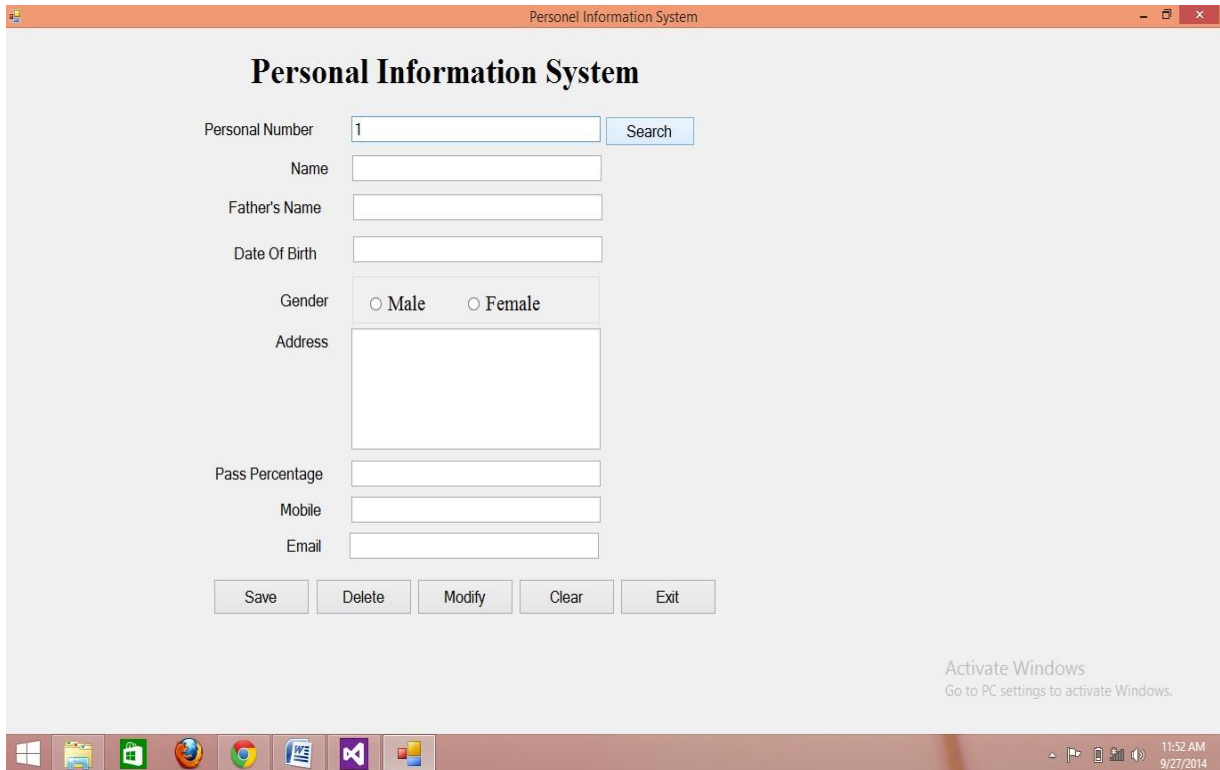 Personel Information System
Personal Information System
Personal Number 1 Search
Name
Father's Name
Date Of Birth
Gender Male Female
Address
Pass Percentage
Mobile
Email
Save Delete Modify Clear Exit
Activate Windows
Go to PC settings to activate Windows.
11:52 AM
9/27/2014